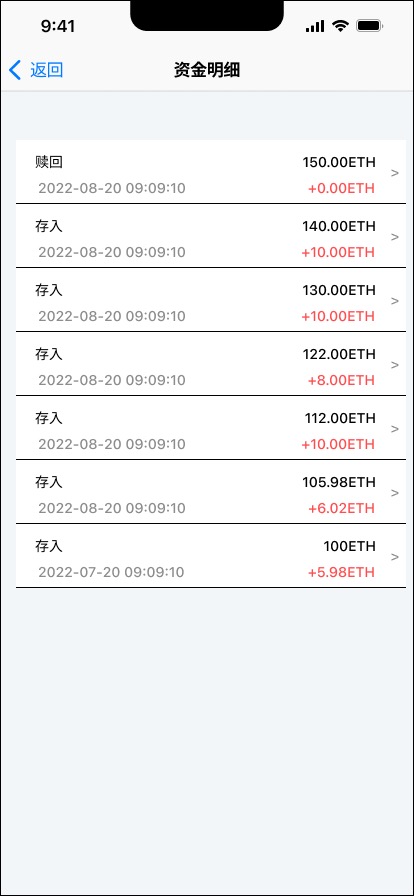 9:41
返回
资金明细
赎回 150.00ETH
2022-08-20 09:09:10 +0.00ETH >
存入 140.00ETH
2022-08-20 09:09:10 +10.00ETH >
存入 130.00ETH
2022-08-20 09:09:10 +10.00ETH >
存入 122.00ETH
2022-08-20 09:09:10 +8.00ETH >
存入 112.00ETH
2022-08-20 09:09:10 +10.00ETH >
存入 105.98ETH
2022-08-20 09:09:10 +6.02ETH >
存入 100ETH
2022-07-20 09:09:10 +5.98ETH >